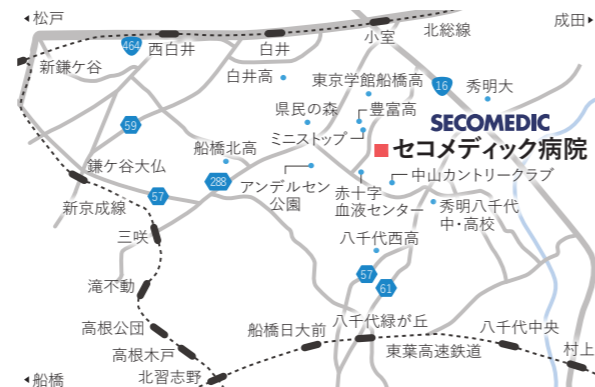 松戸
成田
464
北総線
小室
西白井
白井
新鎌ケ谷
白井高
東京学館船橋高
16
秀明大
県民の森
豊富高
59
ミニストップ
SECOMEDIC
セコメディック病院
船橋北高
鎌ケ谷大仏
288
アンデルセン
公園
中山カントリークラブ
57
赤十字
血液センター
新京成線
秀明八千代
中・高校
三咲
八千代西高
57
61
滝不動
高根公団
船橋日大前
八千代緑が丘
八千代中央
高根木戸
東葉高速鉄道
村上
船橋
北習志野